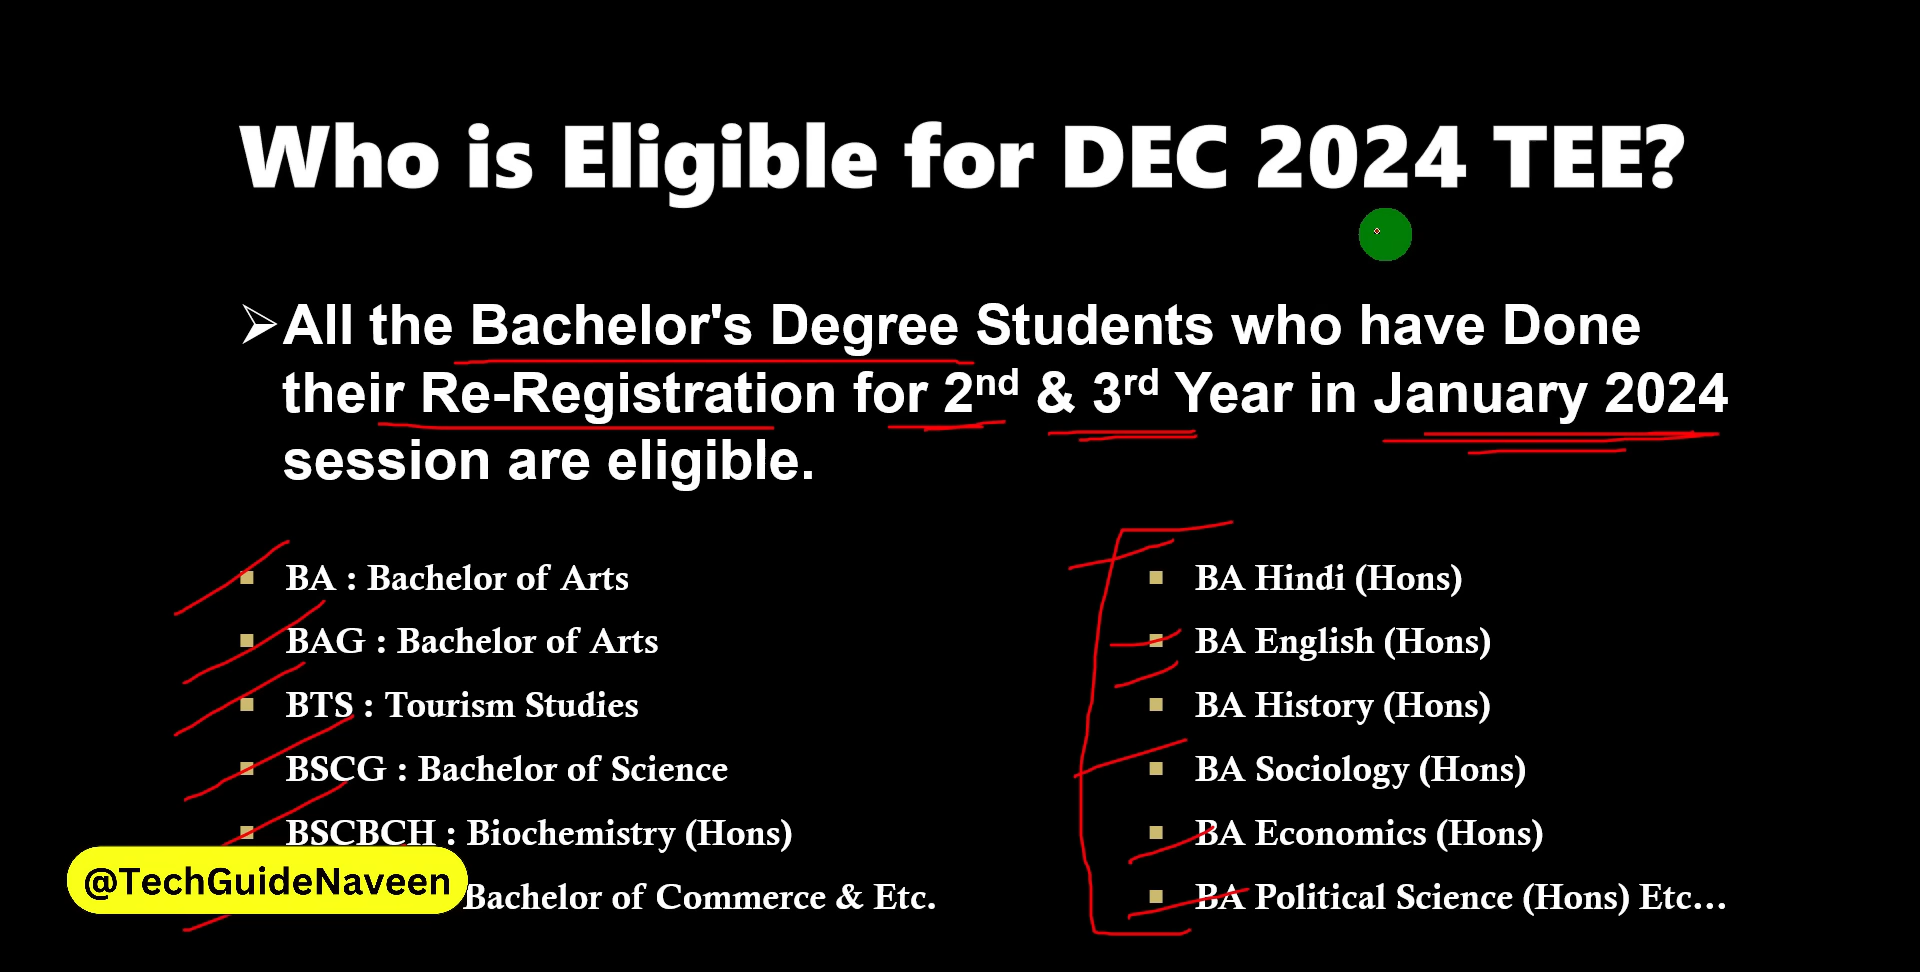 Who is Eligible for DEC 2024 TEE?
➢All the Bachelor's Degree Students who have Done
their Re-Registration for 2nd & 3rd Year in January 2024
session are eligible.
▪ BA : Bachelor of Arts
▪ BAG : Bachelor of Arts
▪ BTS : Tourism Studies
▪ BSCG : Bachelor of Science
▪ BSCBCH : Biochemistry (Hons)
Bachelor of Commerce & Etc.
▪ BA Hindi (Hons)
▪ BA English (Hons)
▪ BA History (Hons)
▪ BA Sociology (Hons)
▪ BA Economics (Hons)
▪ BA Political Science (Hons) Etc...
@TechGuideNaveen